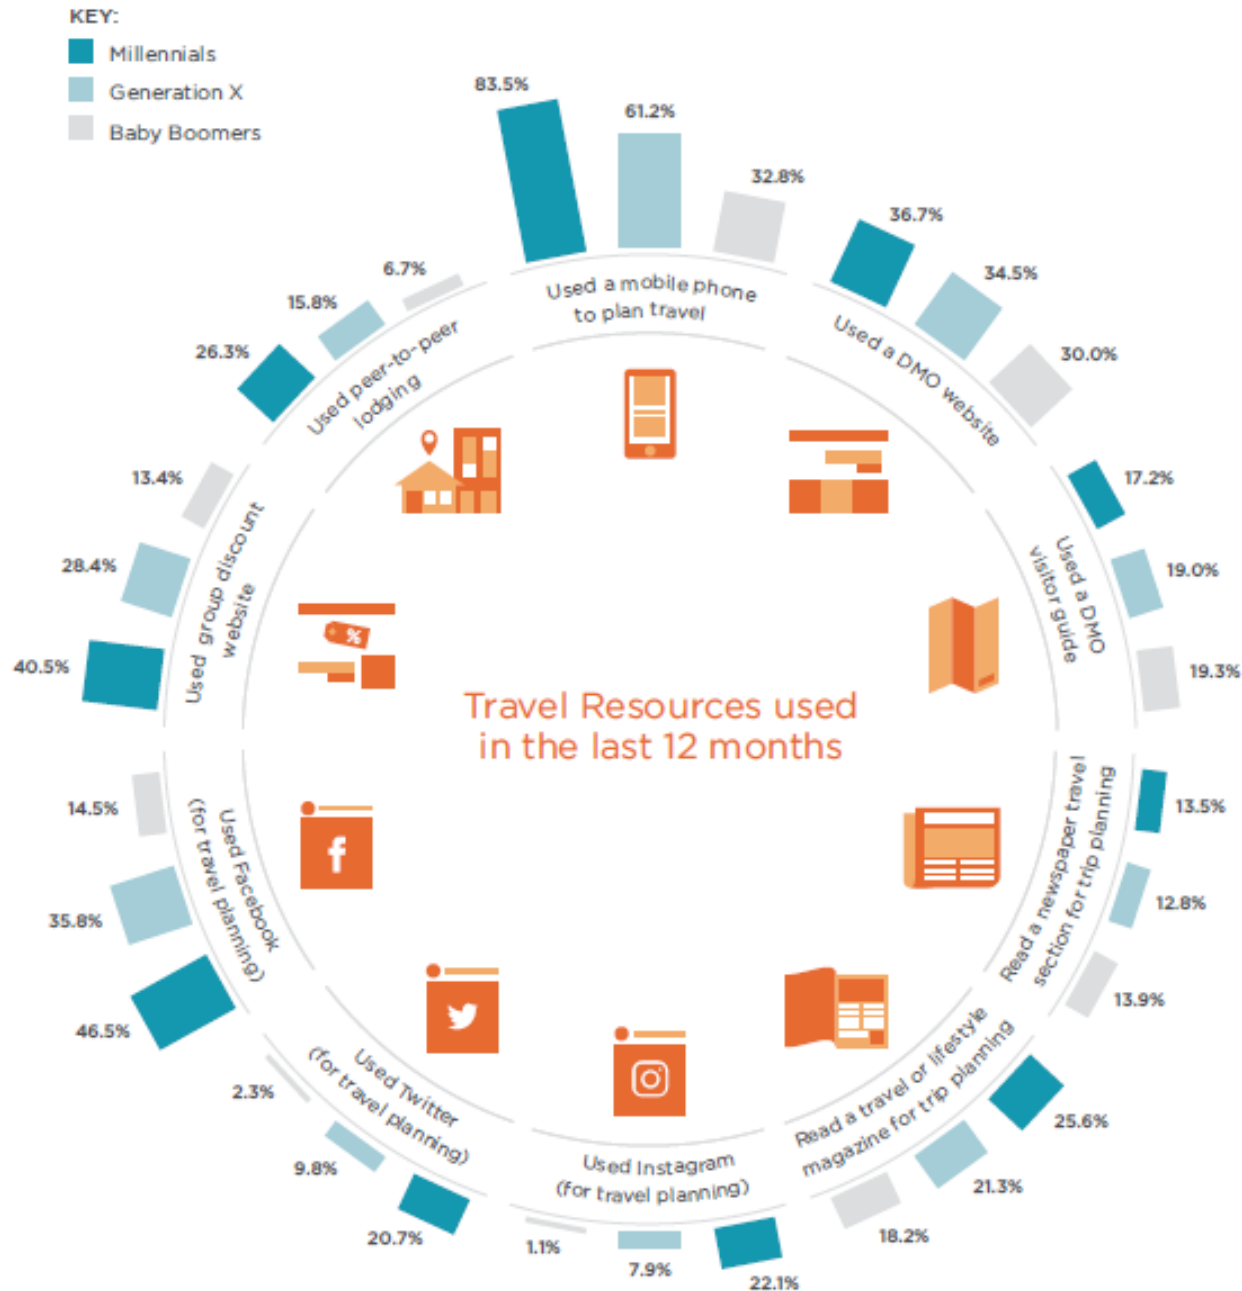 KEY:
Millennials
Generation X
Baby Boomers
83.5%
61.2%
32.8%
Used a mobile phone
to plan travel
36.7%
34.5%
30.0%
Used a DMO website
17.2%
19.0%
19.3%
Used a DMO
visitor guide
13.5%
12.8%
13.9%
Read a newspaper travel
section for trip planning
25.6%
21.3%
18.2%
Read a travel or lifestyle
magazine for trip planning
22.1%
7.9%
1.1%
Used Instagram
(for travel planning)
20.7%
9.8%
2.3%
Used Twitter
(for travel planning)
46.5%
35.8%
14.5%
Used Facebook
(for travel planning)
40.5%
28.4%
13.4%
Used group discount
website
%
26.3%
15.8%
6.7%
Used peer-to-peer
lodging
Travel Resources used
in the last 12 months
f